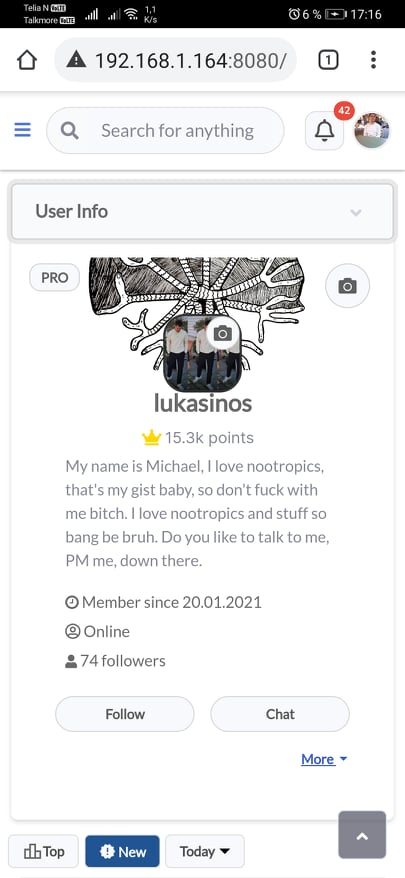 Telia N VoLTE 1,1 6 % 17:16
Talkmore VoLTE K/s
192.168.1.164:8080/ 1
Search for anything 42
User Info
PRO
lukasinos
15.3k points
My name is Michael, I love nootropics,
that's my gist baby, so don't fuck with
me bitch. I love nootropics and stuff so
bang be bruh. Do you like to talk to me,
PM me, down there.
Member since 20.01.2021
Online
74 followers
Follow Chat
More
Top New Today